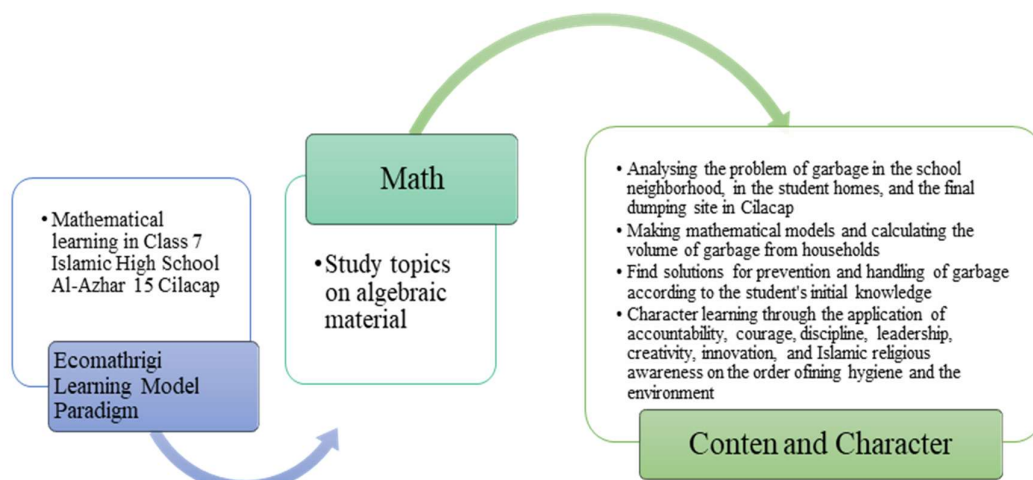 • Mathematical
learning in Class 7
Islamic High School
Al-Azhar 15 Cilacap
Ecomathrigi
Learning Model
Paradigm
Math
• Study topics
on algebraic
material
• Analysing the problem of garbage in the school
neighborhood, in the student homes, and the final
dumping site in Cilacap
• Making mathematical models and calculating the
volume of garbage from households
• Find solutions for prevention and handling of garbage
according to the student's initial knowledge
• Character learning through the application of
accountability, courage, discipline, leadership,
creativity, innovation, and Islamic religious
awareness on the order ofining hygiene and the
environment
Conten and Character